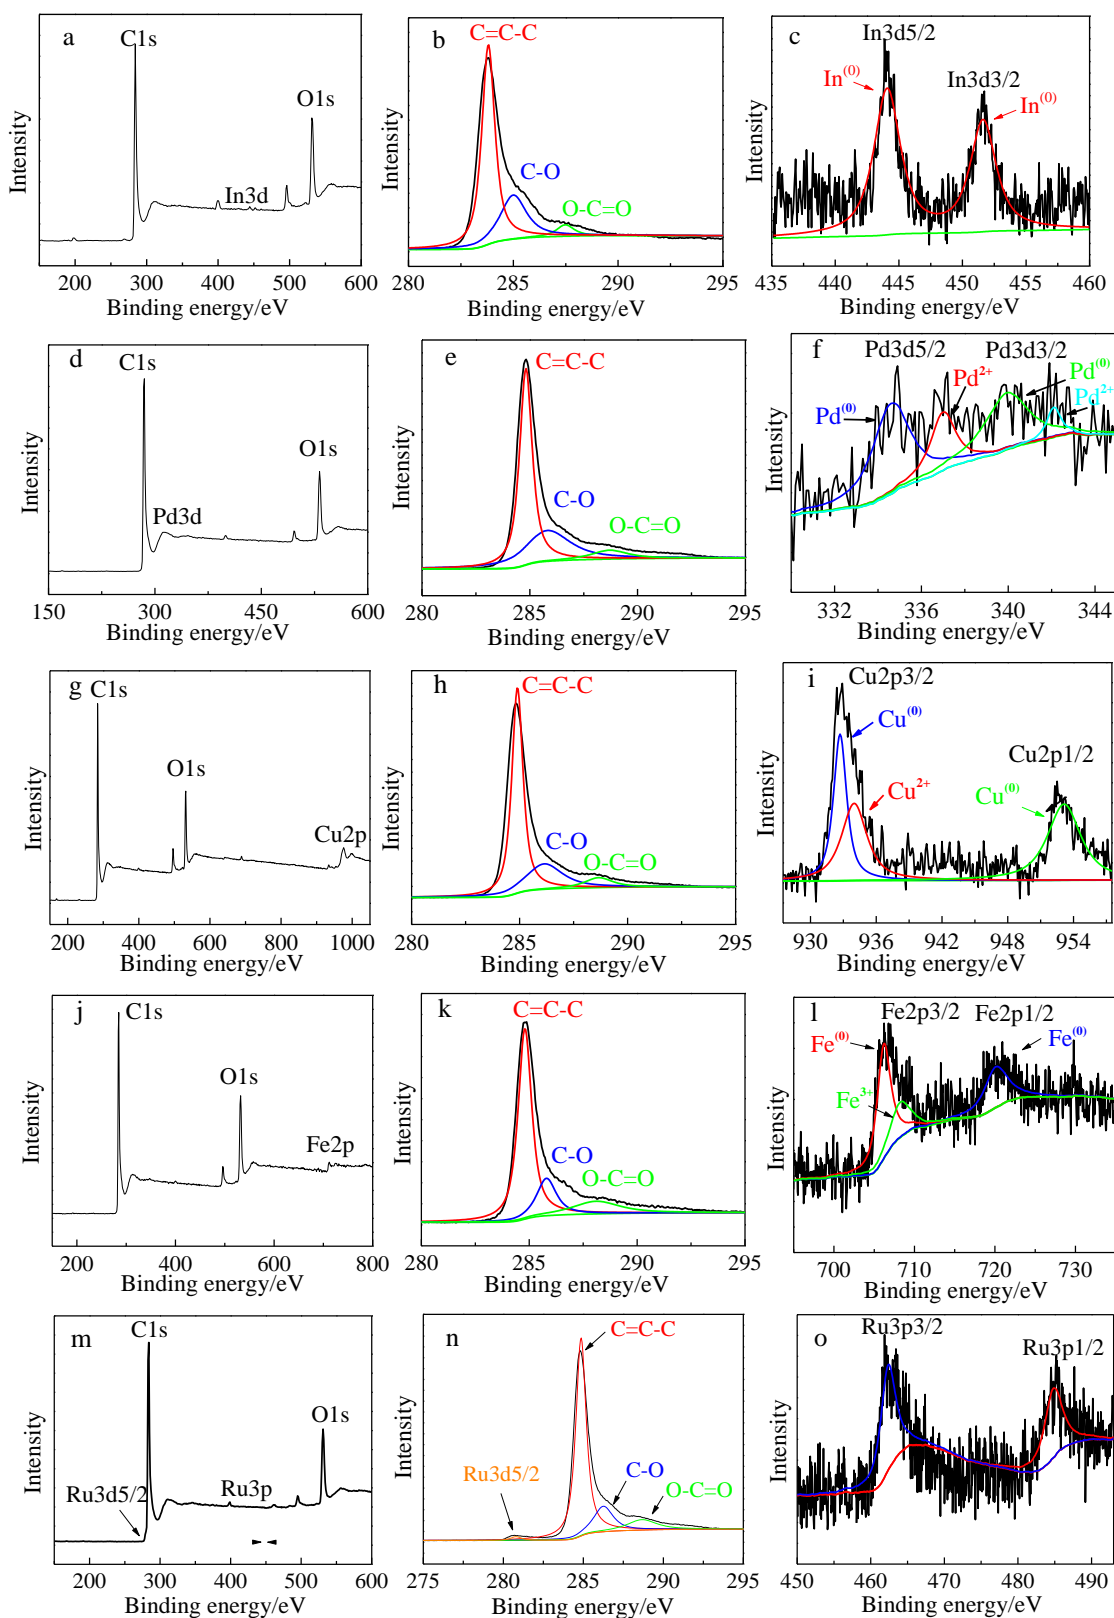 a
C1s
O1s
In3d
Intensity
200 300 400 500 600
Binding energy/eV
b
C=C-C
C-O
O-C=O
Intensity
280 285 290 295
Binding energy/eV
c
In3d5/2
In3d3/2
In(0)
In(0)
Intensity
435 440 445 450 455 460
Binding energy/eV
d
C1s
O1s
Pd3d
Intensity
150 300 450 600
Binding energy/eV
e
C=C-C
C-O
O-C=O
Intensity
280 285 290 295
Binding energy/eV
f
Pd3d5/2
Pd3d3/2
Pd(0)
Pd2+
Pd(0)
Pd2+
Intensity
332 336 340 344
Binding energy/eV
g
C1s
O1s
Cu2p
Intensity
200 400 600 800 1000
Binding energy/eV
h
C=C-C
C-O
O-C=O
Intensity
280 285 290 295
Binding energy/eV
i
Cu2p3/2
Cu(0)
Cu2p1/2
Cu2+
Cu(0)
Intensity
930 936 942 948 954
Binding energy/eV
j
C1s
O1s
Fe2p
Intensity
200 400 600 800
Binding energy/eV
k
C=C-C
C-O
O-C=O
Intensity
280 285 290 295
Binding energy/eV
l
Fe2p3/2
Fe2p1/2
Fe(0)
Fe(0)
Fe3+
Intensity
700 710 720 730
Binding energy/eV
m
C1s
O1s
Ru3d5/2
Ru3p
Intensity
200 300 400 500 600
Binding energy/eV
n
C=C-C
Ru3d5/2
C-O
O-C=O
Intensity
275 280 285 290 295
Binding energy/eV
o
Ru3p3/2
Ru3p1/2
Intensity
450 460 470 480 490
Binding energy/eV